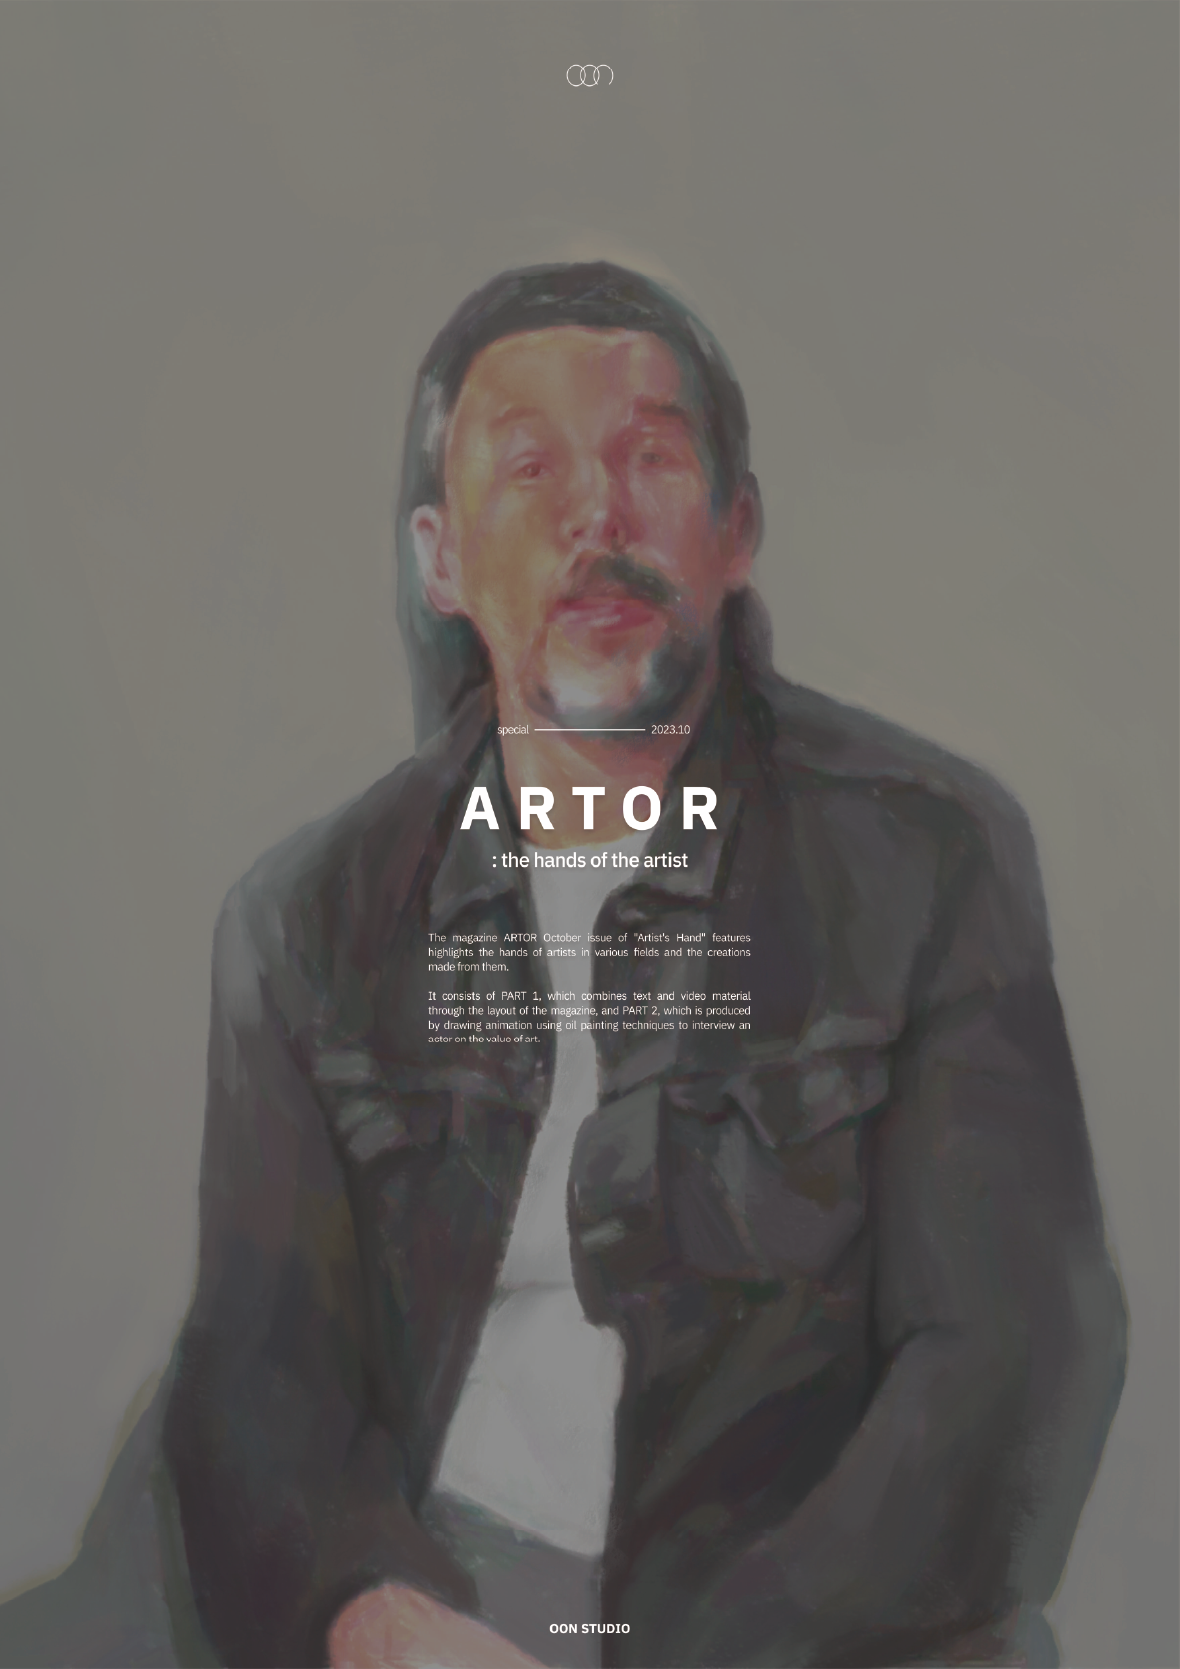 oon
special 2023.10
ARTOR
: the hands of the artist
The magazine ARTOR October issue of "Artist's Hand" features
highlights the hands of artists in various fields and the creations
made from them.
It consists of PART 1, which combines text and video material
through the layout of the magazine, and PART 2, which is produced
by drawing animation using oil painting techniques to interview an
actor on the value of art.
OON STUDIO